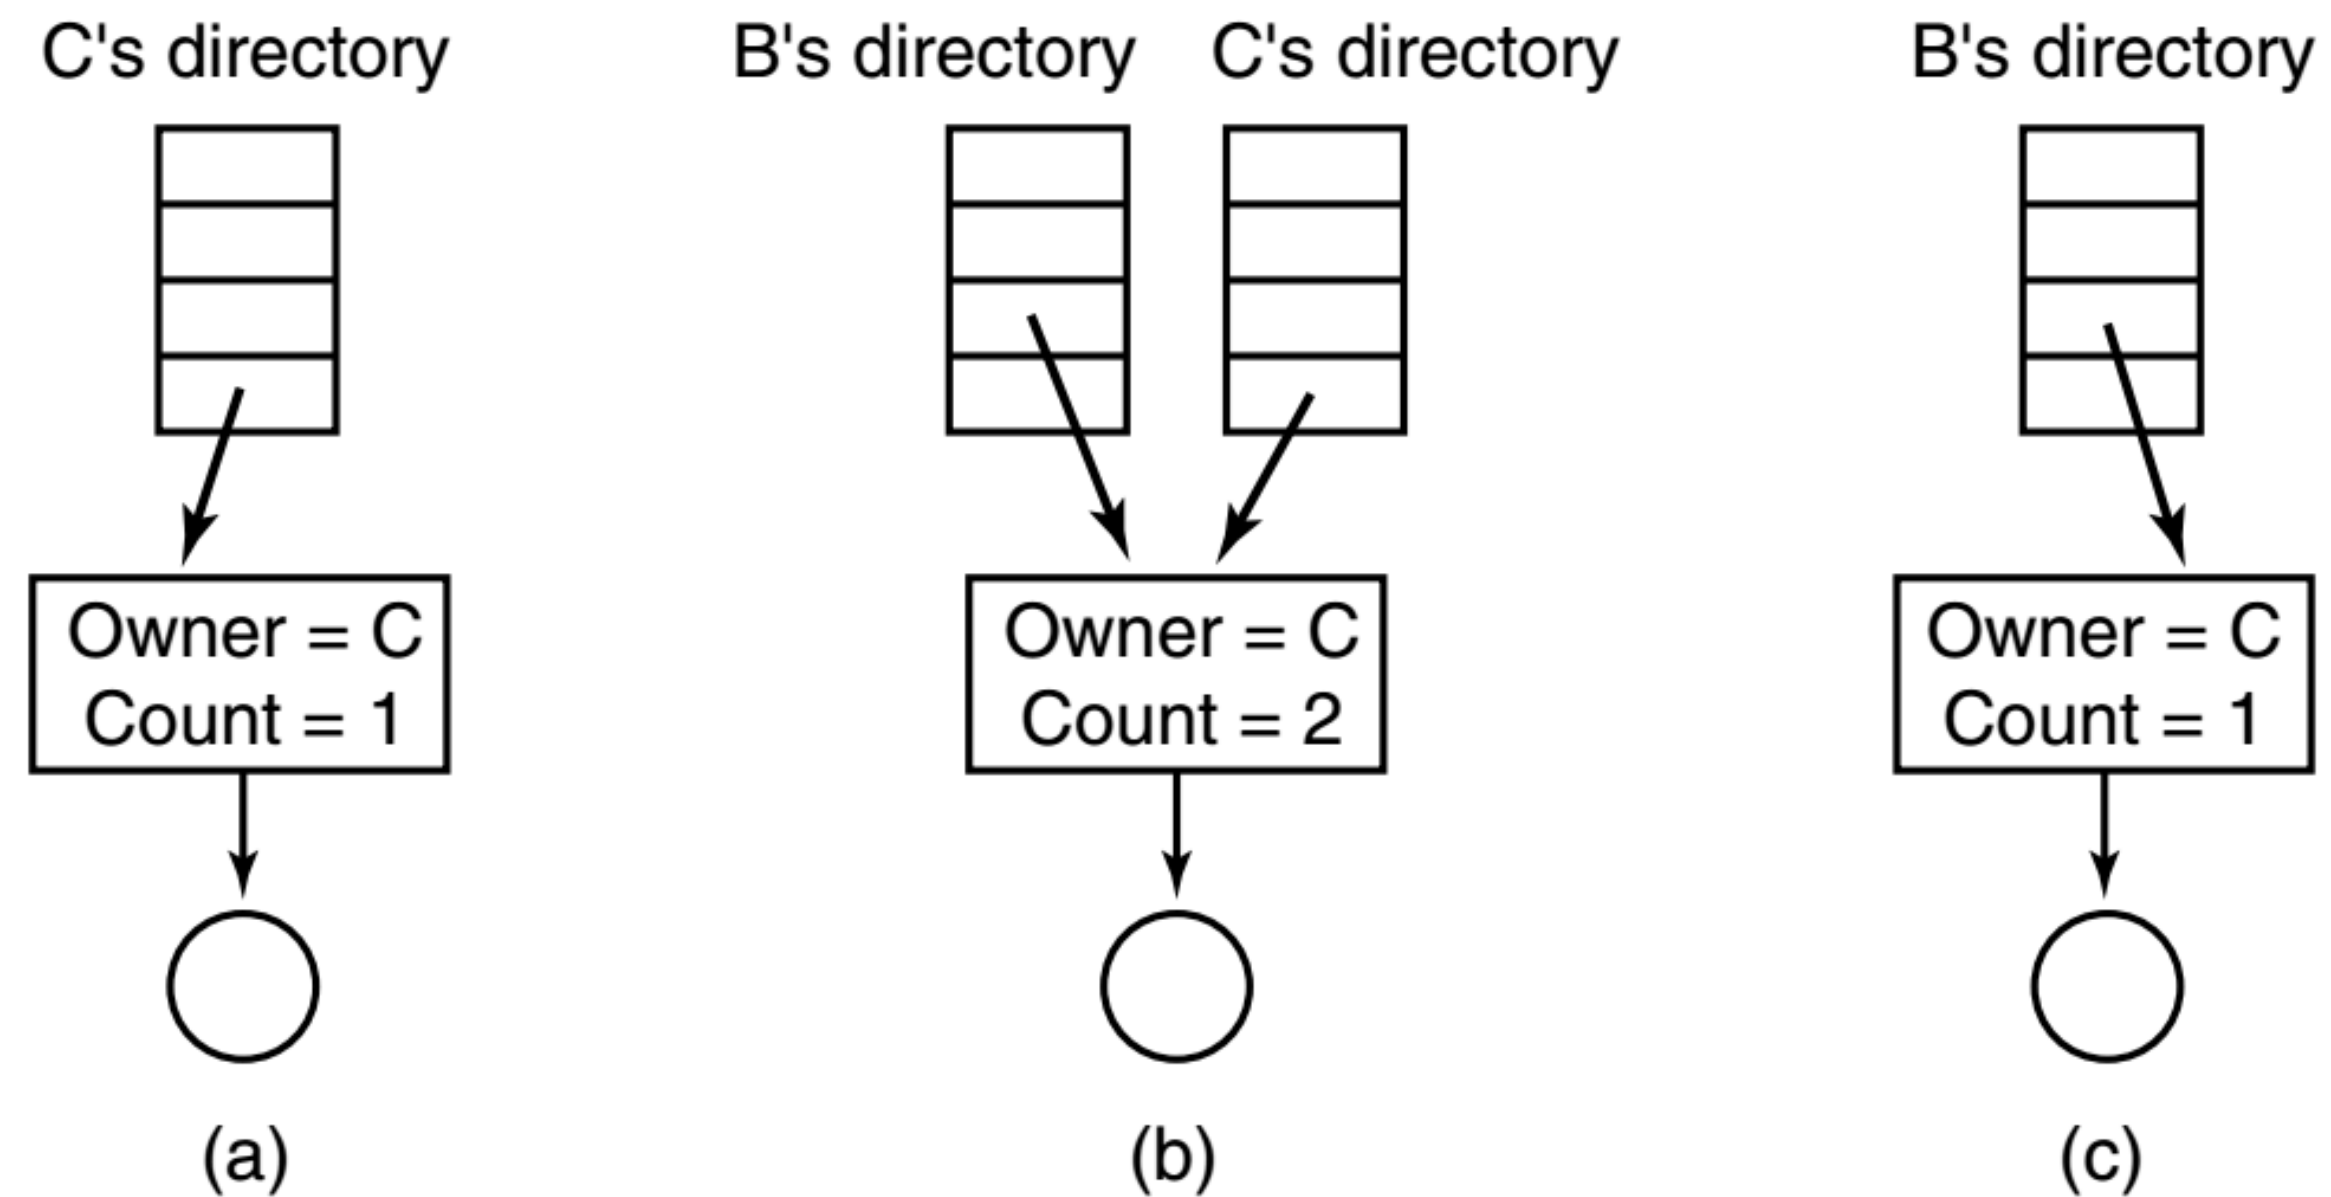 C's directory
B's directory
C's directory
B's directory
Owner = C
Count = 1
Owner = C
Count = 2
Owner = C
Count = 1
(a)
(b)
(c)